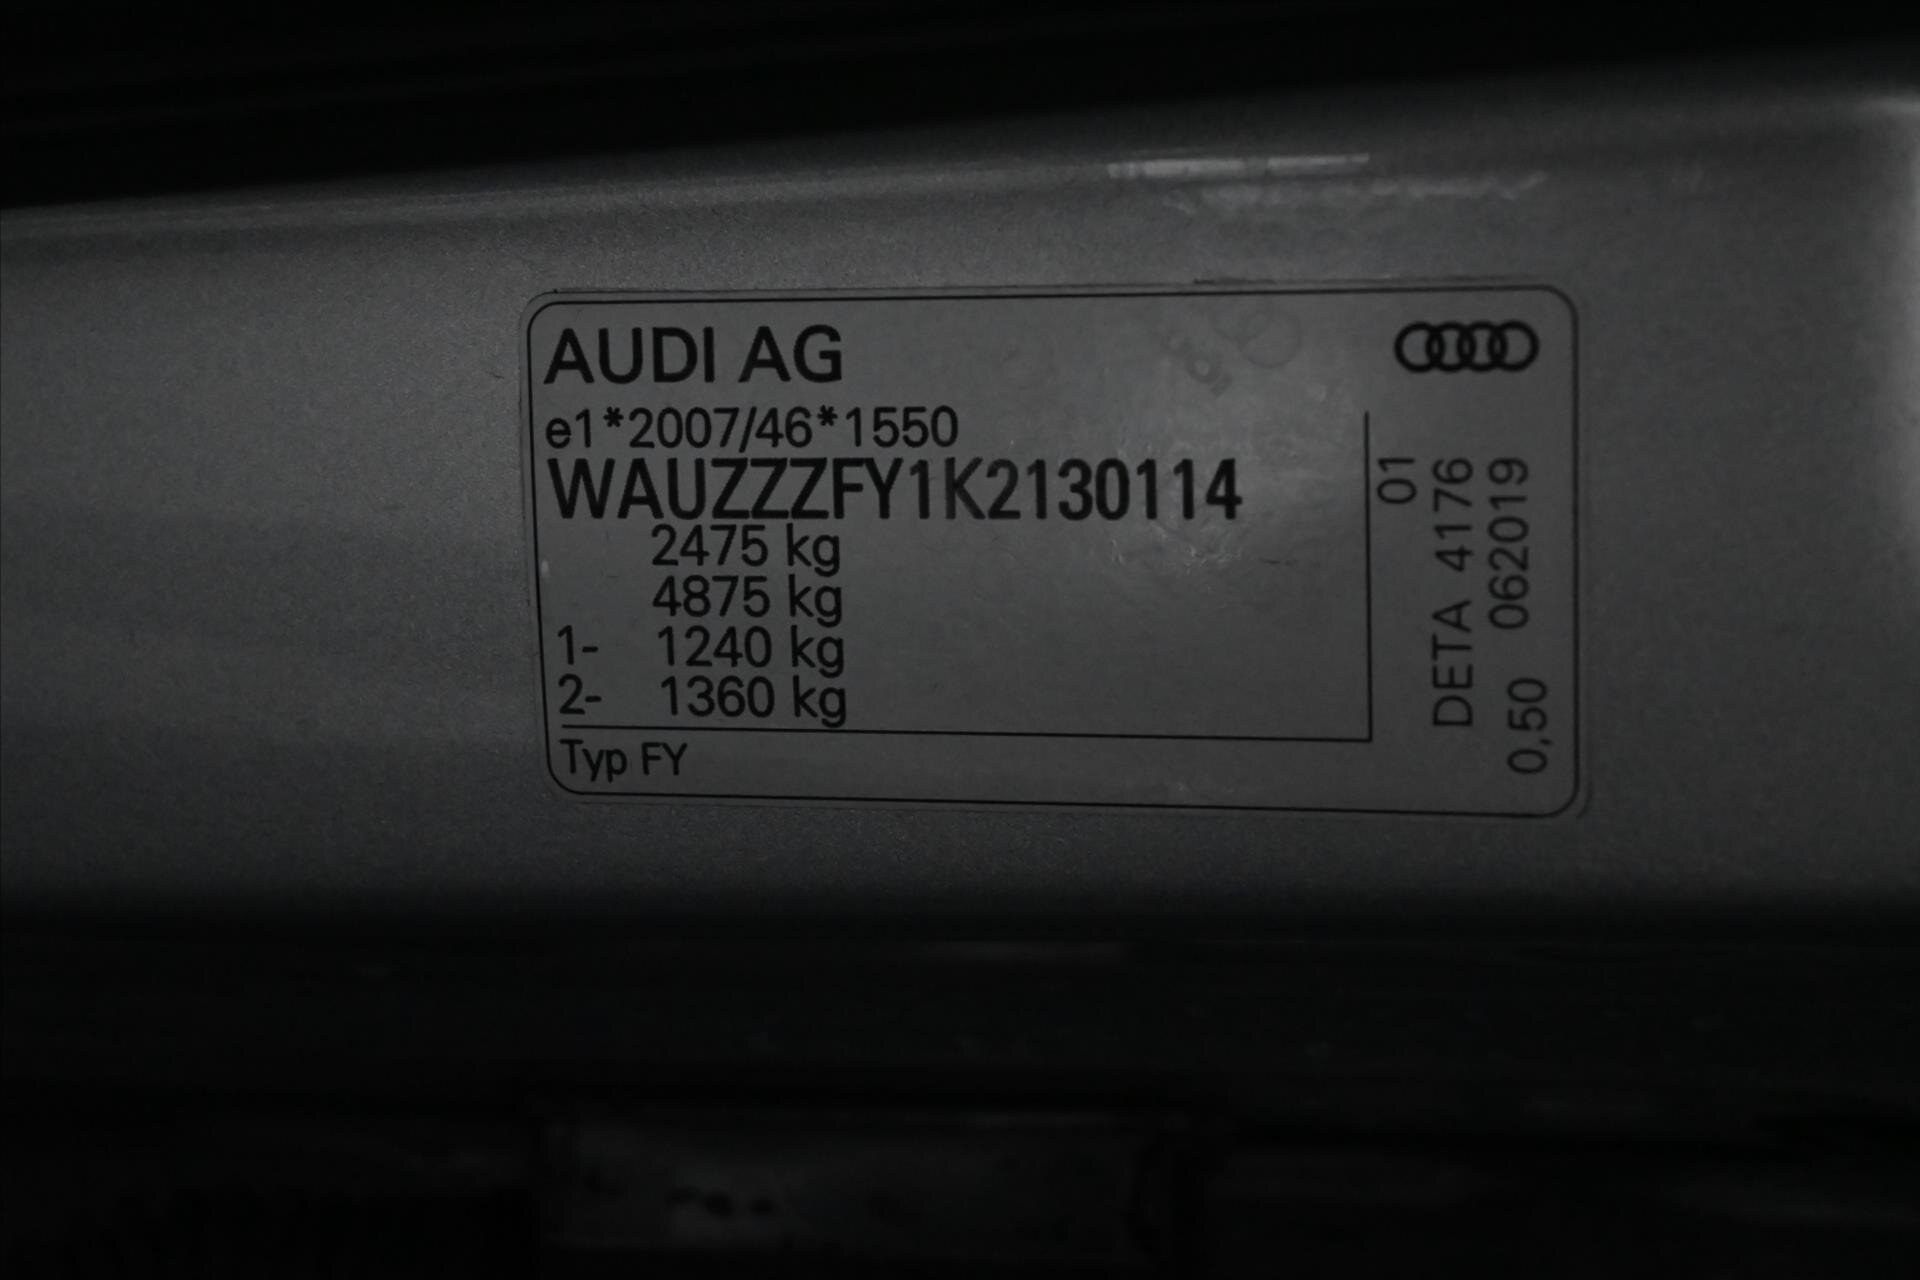 AUDI AG
e1*2007/46*1550
WAUZZZFY1K2130114
2475 kg
4875 kg
1- 1240 kg
2- 1360 kg
Typ FY
01
DETA 4176
0,50 062019